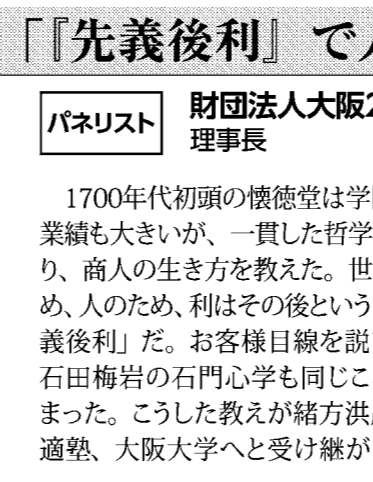 「『先義後利』で人
パネリスト
財団法人大阪2
理事長
1700年代初頭の懐徳堂は学
業績も大きいが、一貫した哲学
り、商人の生き方を教えた。世
め、人のため、利はその後という
義後利」だ。お客様目線を説
石田梅岩の石門心学も同じこ
まった。こうした教えが緒方洪
適塾、大阪大学へと受け継が